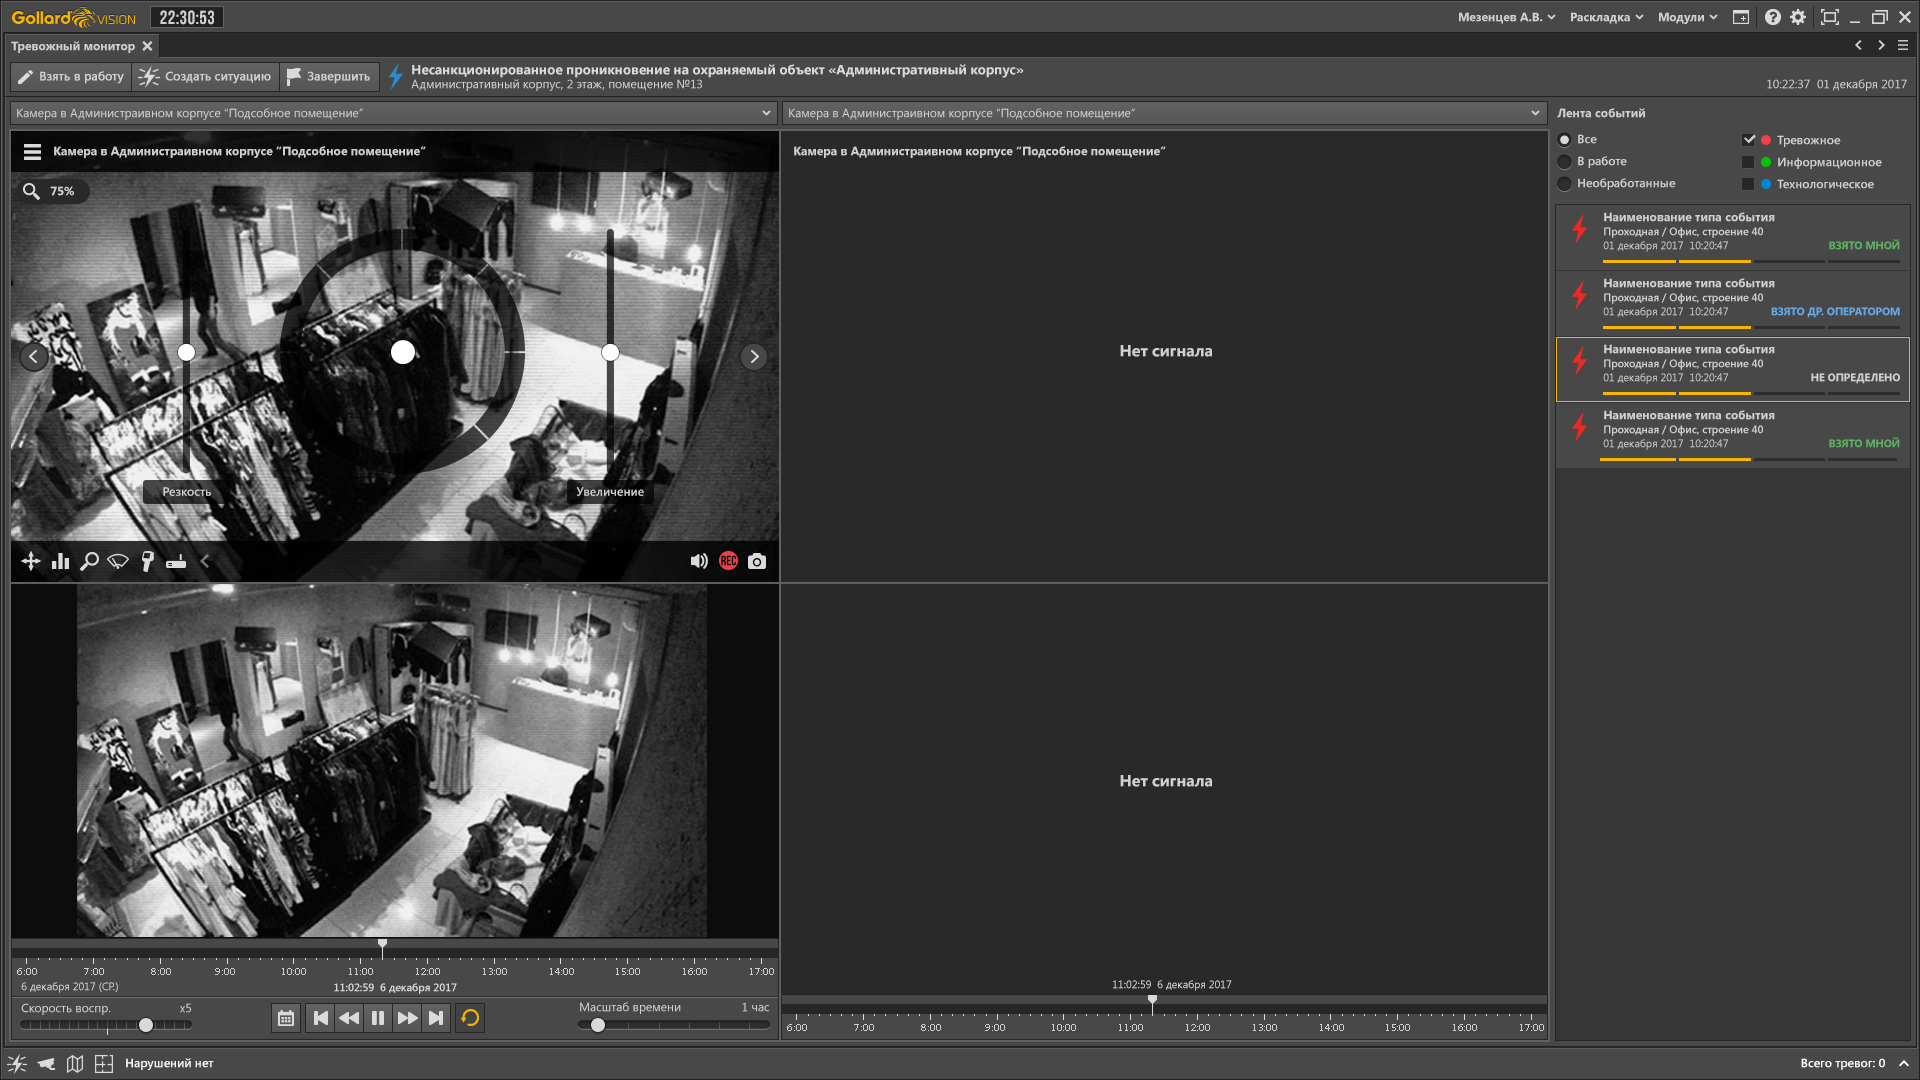 Gollard VISION 22:30:53
Мезенцев А.В. Раскладка Модули
Тревожный монитор
Взять в работу Создать ситуацию Завершить
Несанкционированное проникновение на охраняемый объект «Административный корпус»
Административный корпус, 2 этаж, помещение №13
10:22:37 01 декабря 2017
Камера в Администраивном корпусе “Подсобное помещение”
Камера в Администраивном корпусе “Подсобное помещение”
Камера в Администраивном корпусе “Подсобное помещение”
75%
Резкость
Увеличение
REC
Камера в Администраивном корпусе “Подсобное помещение”
Нет сигнала
6:00 7:00 8:00 9:00 10:00 11:00 12:00 13:00 14:00 15:00 16:00 17:00
6 декабря 2017 (СР.)
11:02:59 6 декабря 2017
Скорость воспр. x5
Масштаб времени 1 час
Нет сигнала
11:02:59 6 декабря 2017
6:00 7:00 8:00 9:00 10:00 11:00 12:00 13:00 14:00 15:00 16:00 17:00
Лента событий
Все
В работе
Необработанные
Тревожное
Информационное
Технологическое
Наименование типа события
Проходная / Офис, строение 40
01 декабря 2017 10:20:47
ВЗЯТО МНОЙ
Наименование типа события
Проходная / Офис, строение 40
01 декабря 2017 10:20:47
ВЗЯТО ДР. ОПЕРАТОРОМ
Наименование типа события
Проходная / Офис, строение 40
01 декабря 2017 10:20:47
НЕ ОПРЕДЕЛЕНО
Наименование типа события
Проходная / Офис, строение 40
01 декабря 2017 10:20:47
ВЗЯТО МНОЙ
Нарушений нет
Всего тревог: 0